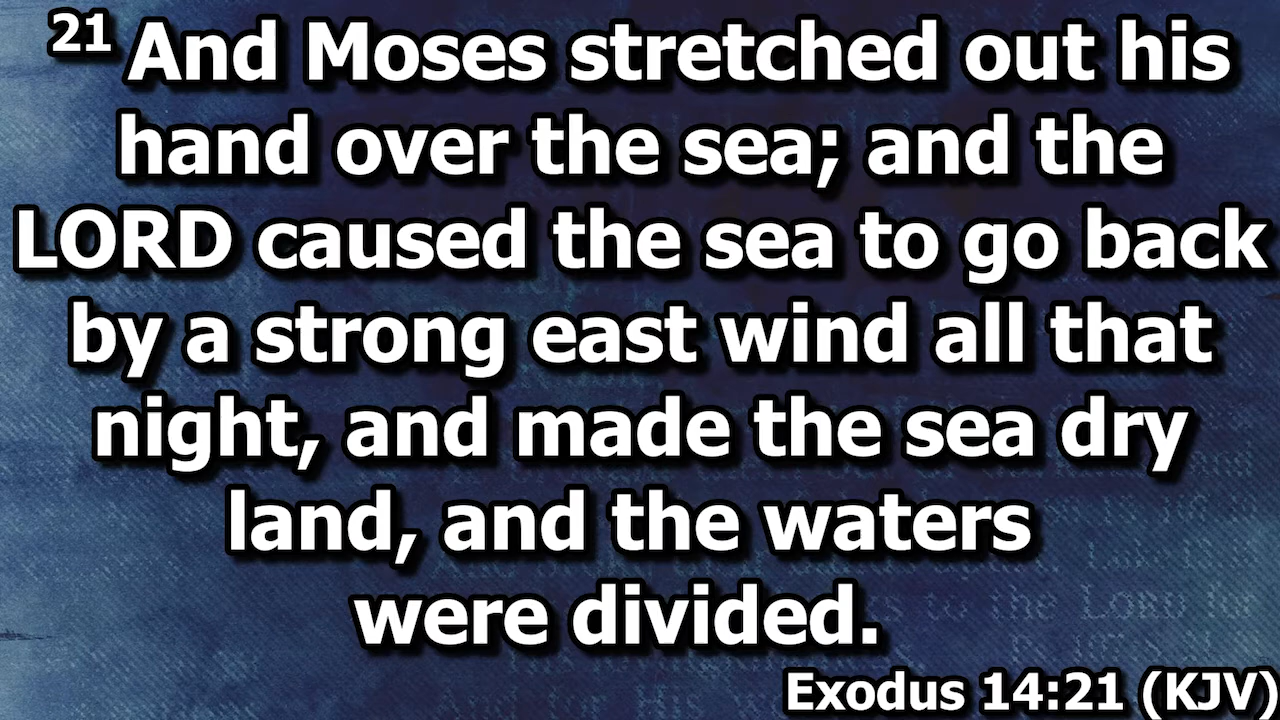 21 And Moses stretched out his
hand over the sea; and the
LORD caused the sea to go back
by a strong east wind all that
night, and made the sea dry
land, and the waters
were divided.
Exodus 14:21 (KJV)